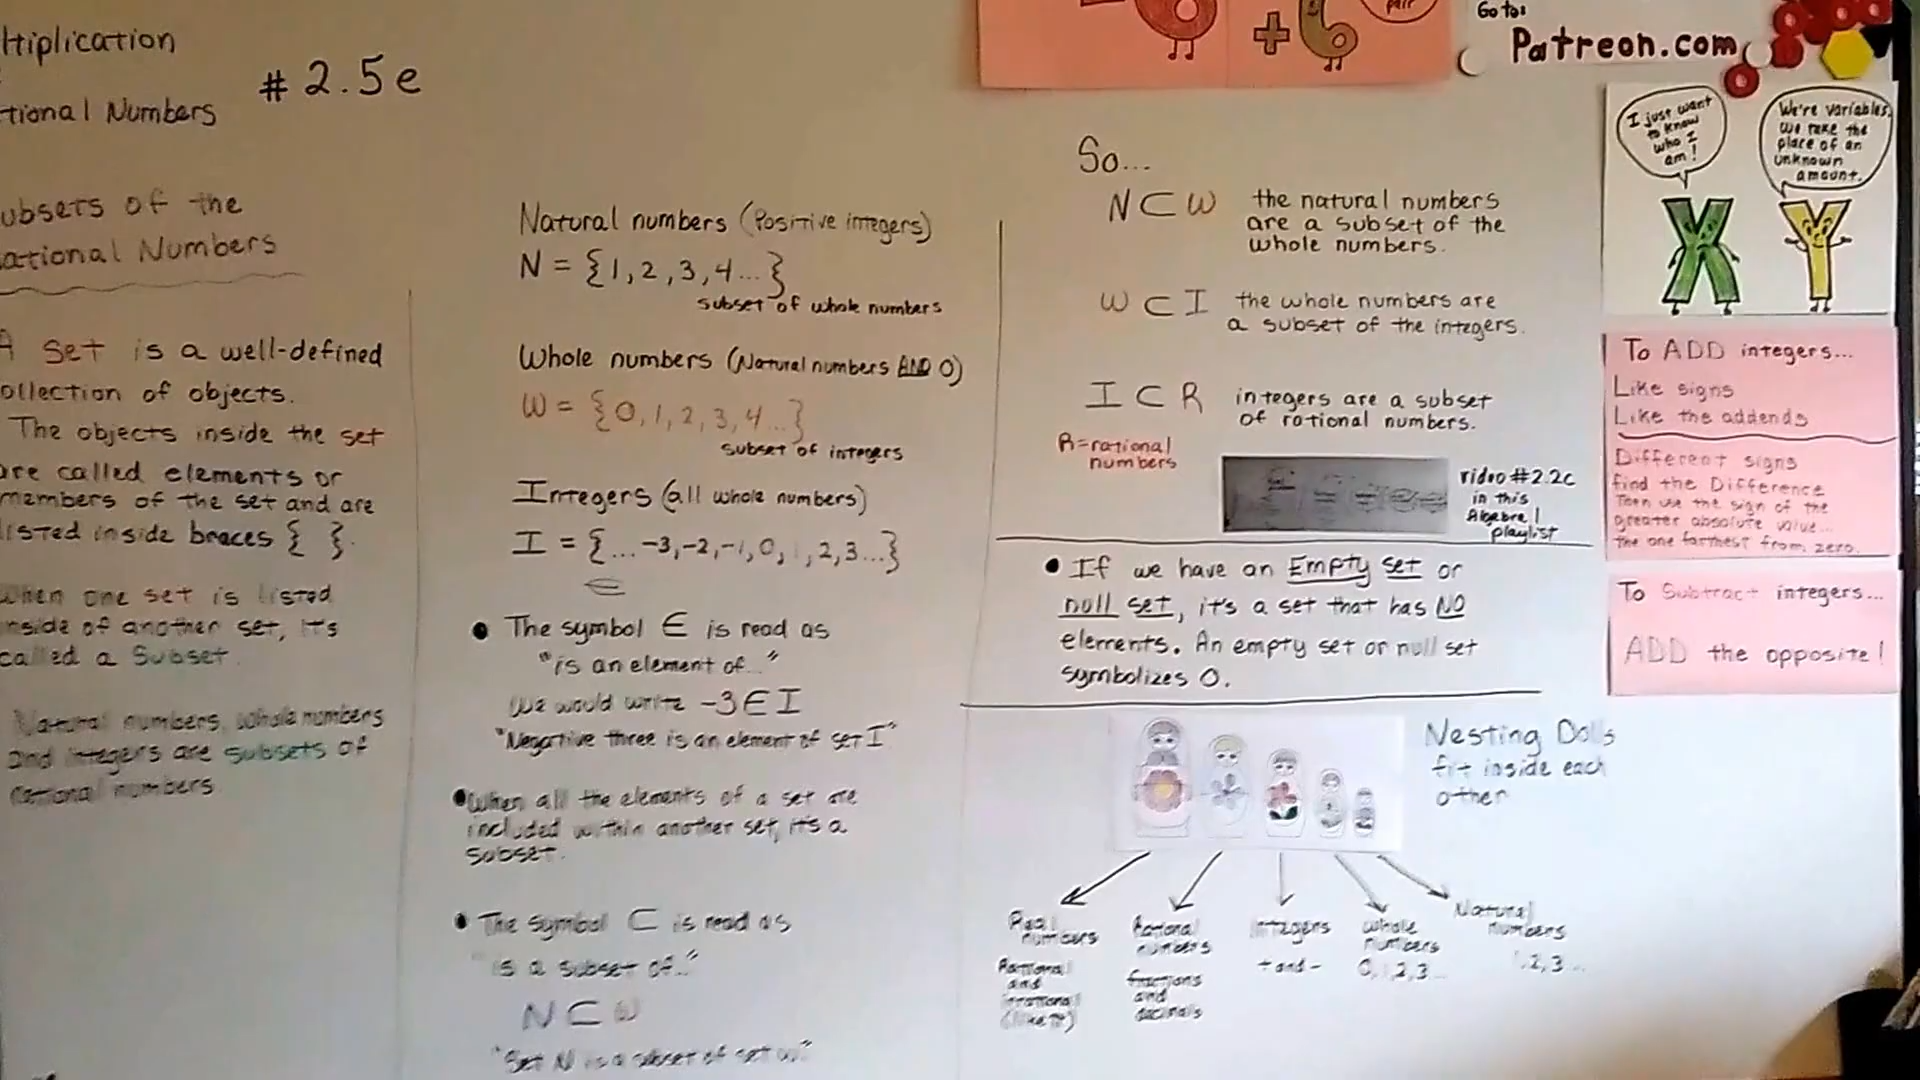 ltiplication
tional Numbers
# 2.5e
ubsets of the
ational Numbers
A set is a well-defined
ollection of objects.
The objects inside the set
are called elements or
members of the set and are
listed inside braces { }.
When one set is listed
inside of another set, it's
called a Subset.
Natural numbers, whole numbers
and integers are subsets of
rational numbers
Natural numbers (Positive integers)
N = {1, 2, 3, 4 ... }
subset of whole numbers
Whole numbers (Natural numbers AND 0)
W = {0, 1, 2, 3, 4 ...}
subset of integers
Integers (all whole numbers)
I = {... -3, -2, -1, 0, 1, 2, 3 ...}
∈
• The symbol ∈ is read as
"is an element of..."
We would write -3 ∈ I
"Negative three is an element of set I"
• When all the elements of a set are
included within another set, it's a
subset.
• The symbol ⊂ is read as
"is a subset of.."
N ⊂ W
"Set N is a subset of set W"
So...
N ⊂ W the natural numbers
are a subset of the
whole numbers.
W ⊂ I the whole numbers are
a subset of the integers.
I ⊂ R integers are a subset
of rational numbers.
R = rational
numbers
video #2.2c
in this
Algebra 1
playlist
• If we have an Empty set or
null set, it's a set that has NO
elements. An empty set or null set
symbolizes 0.
Nesting Dolls
fit inside each
other
Real
numbers
Rational
and
irrational
(like π)
Rational
numbers
fractions
and
decimals
Integers
+ and -
Whole
numbers
0, 1, 2, 3 ...
Natural
numbers
1, 2, 3 ...
pair
+
Go to:
Patreon.com
I just want
to know
who I
am!
We're variables.
We take the
place of an
unknown
amount.
X Y
To ADD integers...
Like signs
Like the addends
Different signs
find the Difference
Then use the sign of the
greater absolute value...
the one farthest from zero.
To Subtract integers...
ADD the opposite!